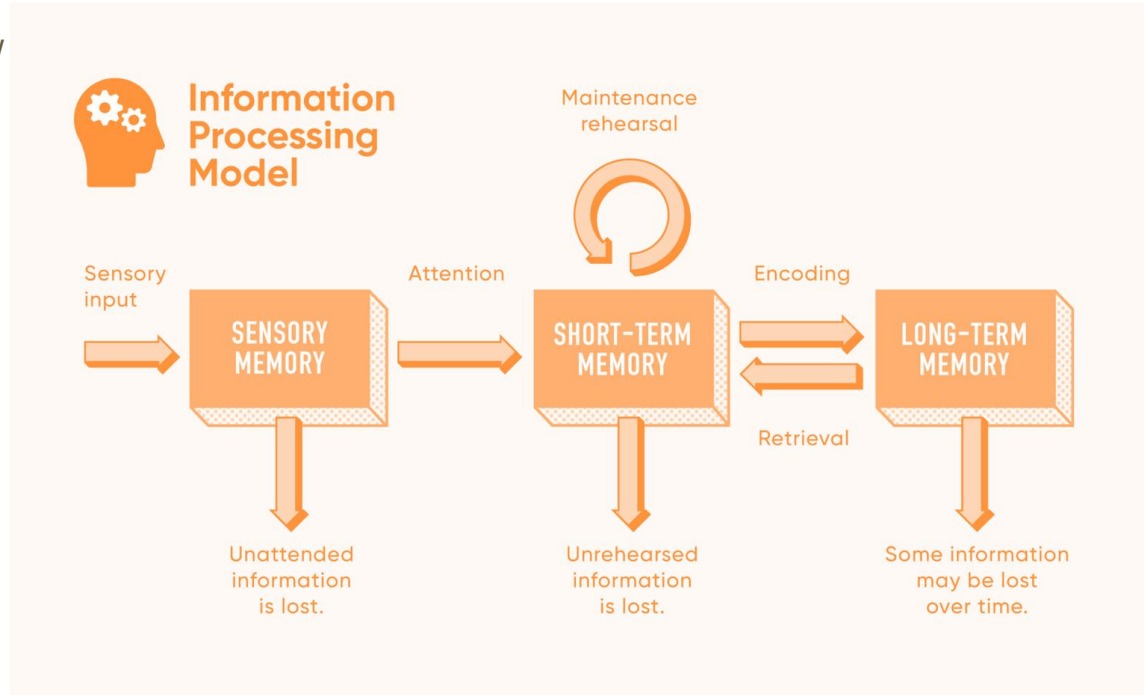 Information
Processing
Model
Maintenance
rehearsal
Sensory
input
Attention
Encoding
SENSORY
MEMORY
SHORT-TERM
MEMORY
LONG-TERM
MEMORY
Retrieval
Unattended
information
is lost.
Unrehearsed
information
is lost.
Some information
may be lost
over time.